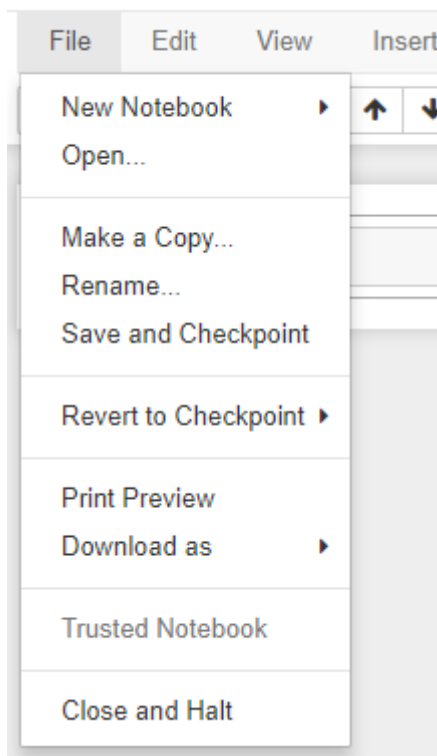 File Edit View Insert
New Notebook
Open...
Make a Copy...
Rename...
Save and Checkpoint
Revert to Checkpoint
Print Preview
Download as
Trusted Notebook
Close and Halt